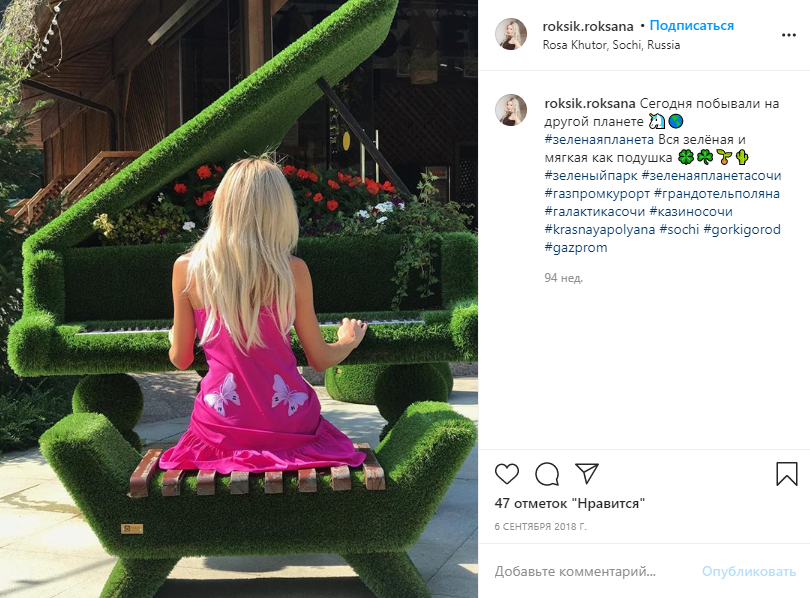 roksik.roksana • Подписаться
Rosa Khutor, Sochi, Russia
roksik.roksana Сегодня побывали на
другой планете
#зеленаяпланета Вся зелёная и
мягкая как подушка
#зеленыйпарк #зеленаяпланетасочи
#газпромкурорт #грандотельполяна
#галактикасочи #казиносочи
#krasnayapolyana #sochi #gorkigorod
#gazprom
94 нед.
47 отметок "Нравится"
6 СЕНТЯБРЯ 2018 Г.
Добавьте комментарий...
Опубликовать